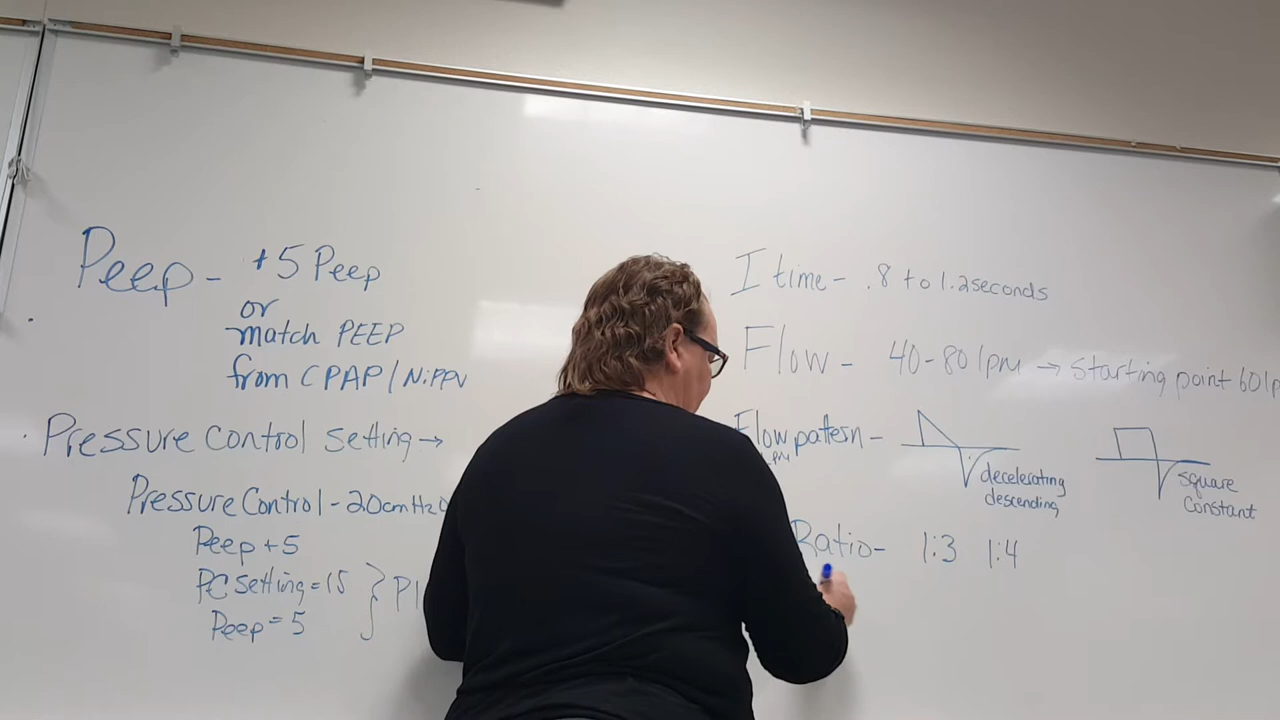 Peep - +5 Peep
or
match PEEP
from CPAP/NiPPV
Pressure control setting →
Pressure Control - 20cmH2O
Peep +5
PC setting = 15
Peep = 5
I time - .8 to 1.2 seconds
Flow - 40-80 lpm → starting point 60
Flow pattern -
decelerating
descending
square
Constant
Ratio - 1:3 1:4